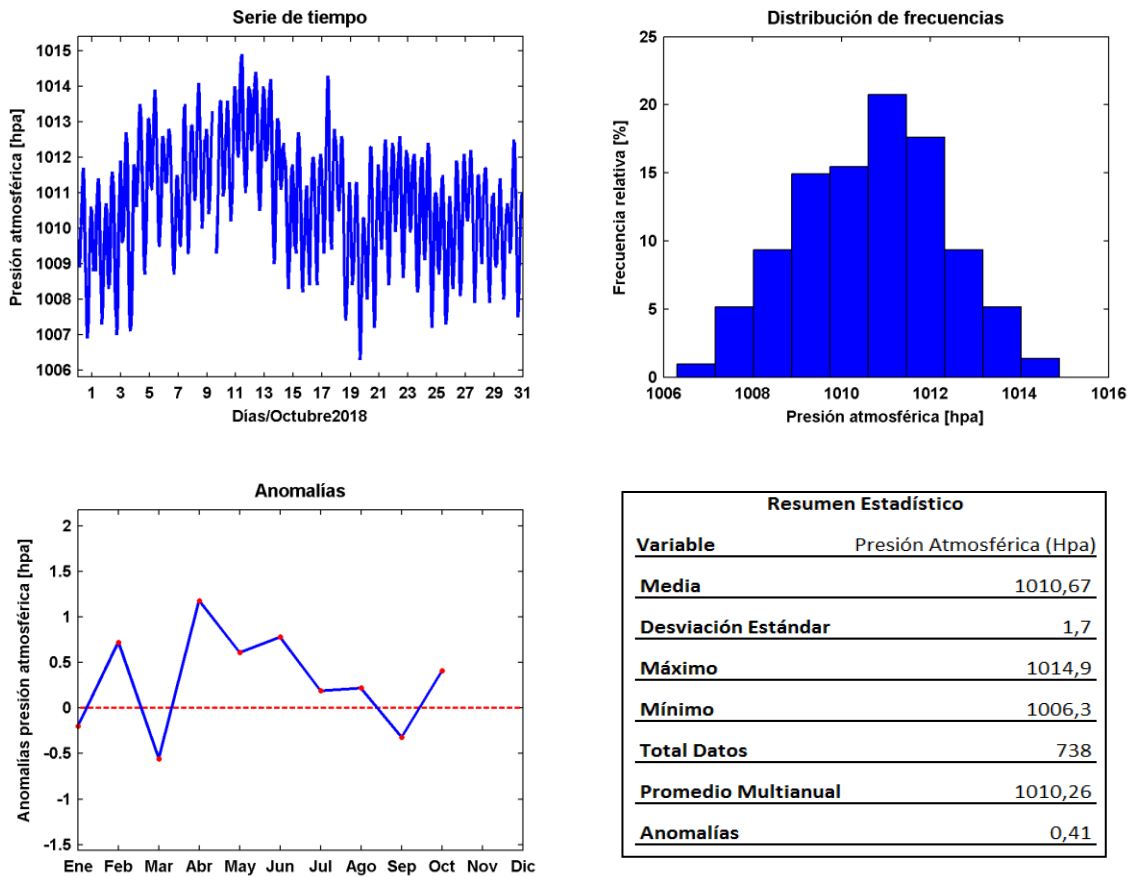 Serie de tiempo
Presión atmosférica [hpa]
1015
1014
1013
1012
1011
1010
1009
1008
1007
1006
1 3 5 7 9 11 13 15 17 19 21 23 25 27 29 31
Días/Octubre2018
Distribución de frecuencias
Frecuencia relativa [%]
25
20
15
10
5
0
1006 1008 1010 1012 1014 1016
Presión atmosférica [hpa]
Anomalías
Anomalias presión atmosférica [hpa]
2
1.5
1
0.5
0
-0.5
-1
-1.5
Ene Feb Mar Abr May Jun Jul Ago Sep Oct Nov Dic
Resumen Estadístico
Variable Presión Atmosférica (Hpa)
Media 1010,67
Desviación Estándar 1,7
Máximo 1014,9
Mínimo 1006,3
Total Datos 738
Promedio Multianual 1010,26
Anomalías 0,41